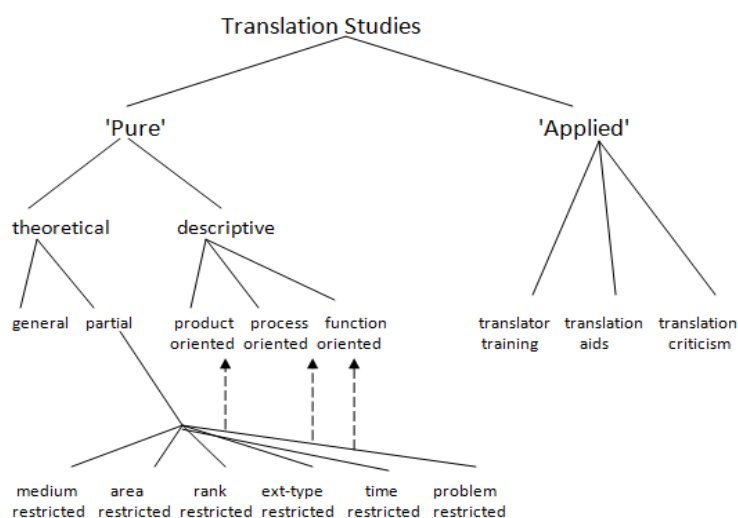 Translation Studies
'Pure'
'Applied'
theoretical
descriptive
general
partial
product
oriented
process
oriented
function
oriented
translator
training
translation
aids
translation
criticism
medium
restricted
area
restricted
rank
restricted
ext-type
restricted
time
restricted
problem
restricted